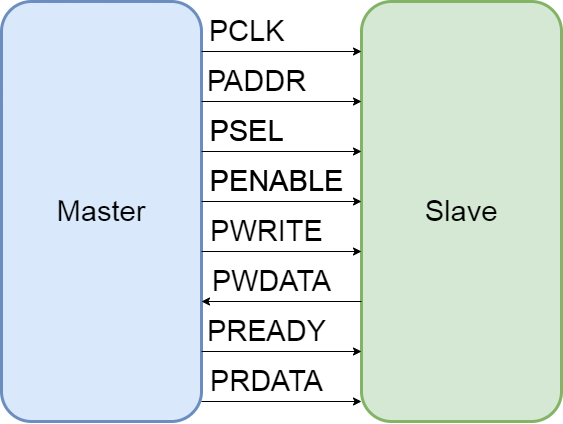 PCLK
PADDR
PSEL
PENABLE
Master
Slave
PWRITE
PWDATA
PREADY
PRDATA